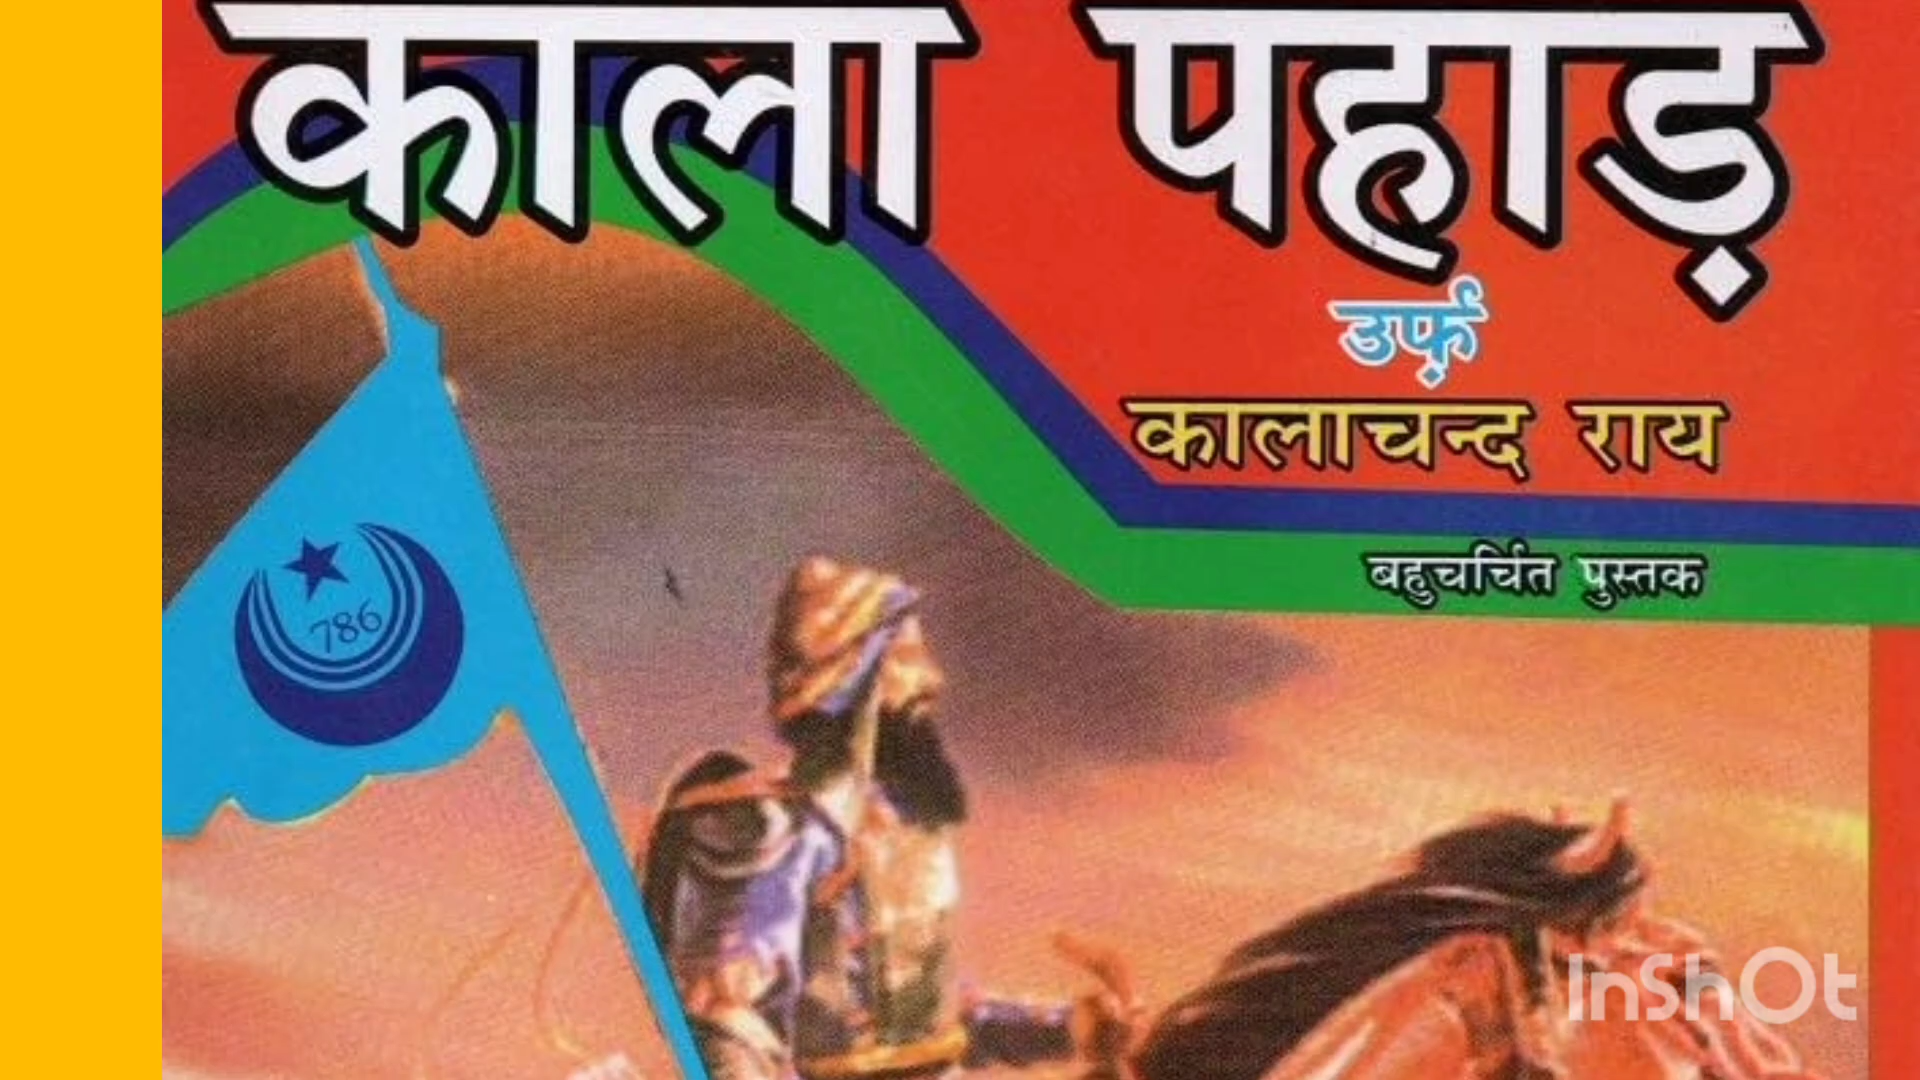 काला पहाड़
उर्फ़
कालाचन्द राय
बहुचर्चित पुस्तक
786
InShOt